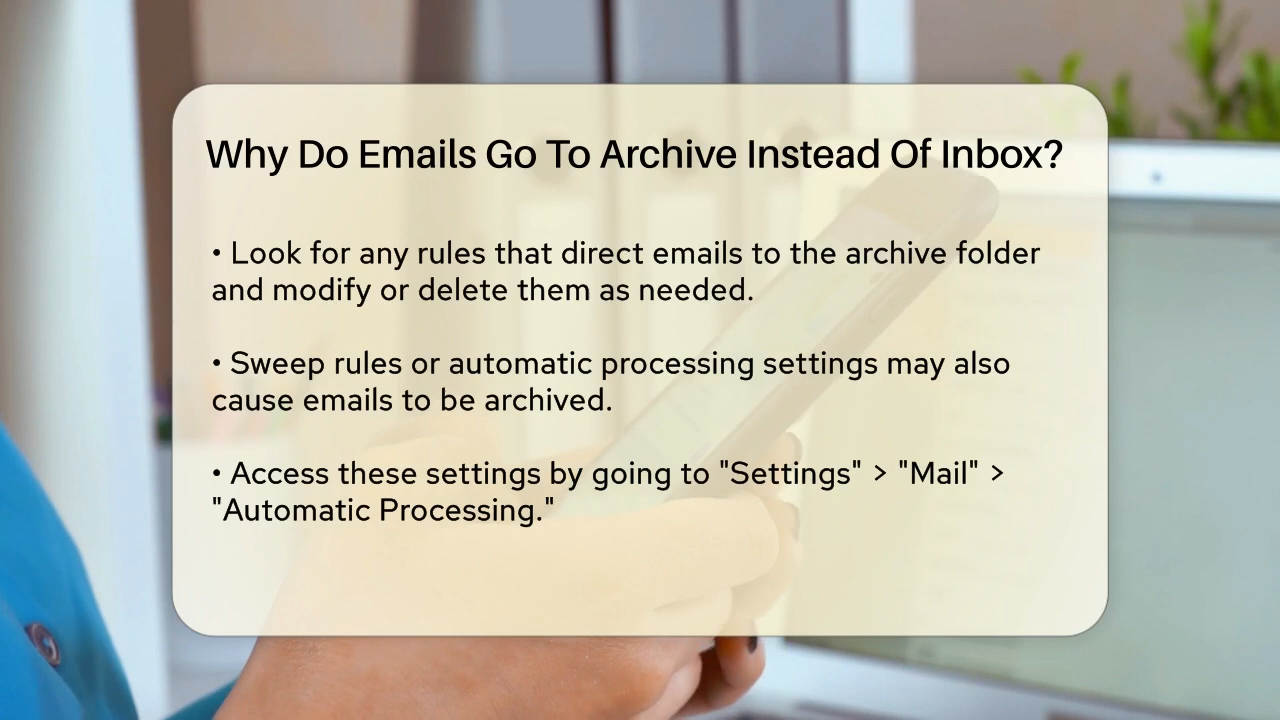 Why Do Emails Go To Archive Instead Of Inbox?
• Look for any rules that direct emails to the archive folder
and modify or delete them as needed.
• Sweep rules or automatic processing settings may also
cause emails to be archived.
• Access these settings by going to "Settings" > "Mail" >
"Automatic Processing."